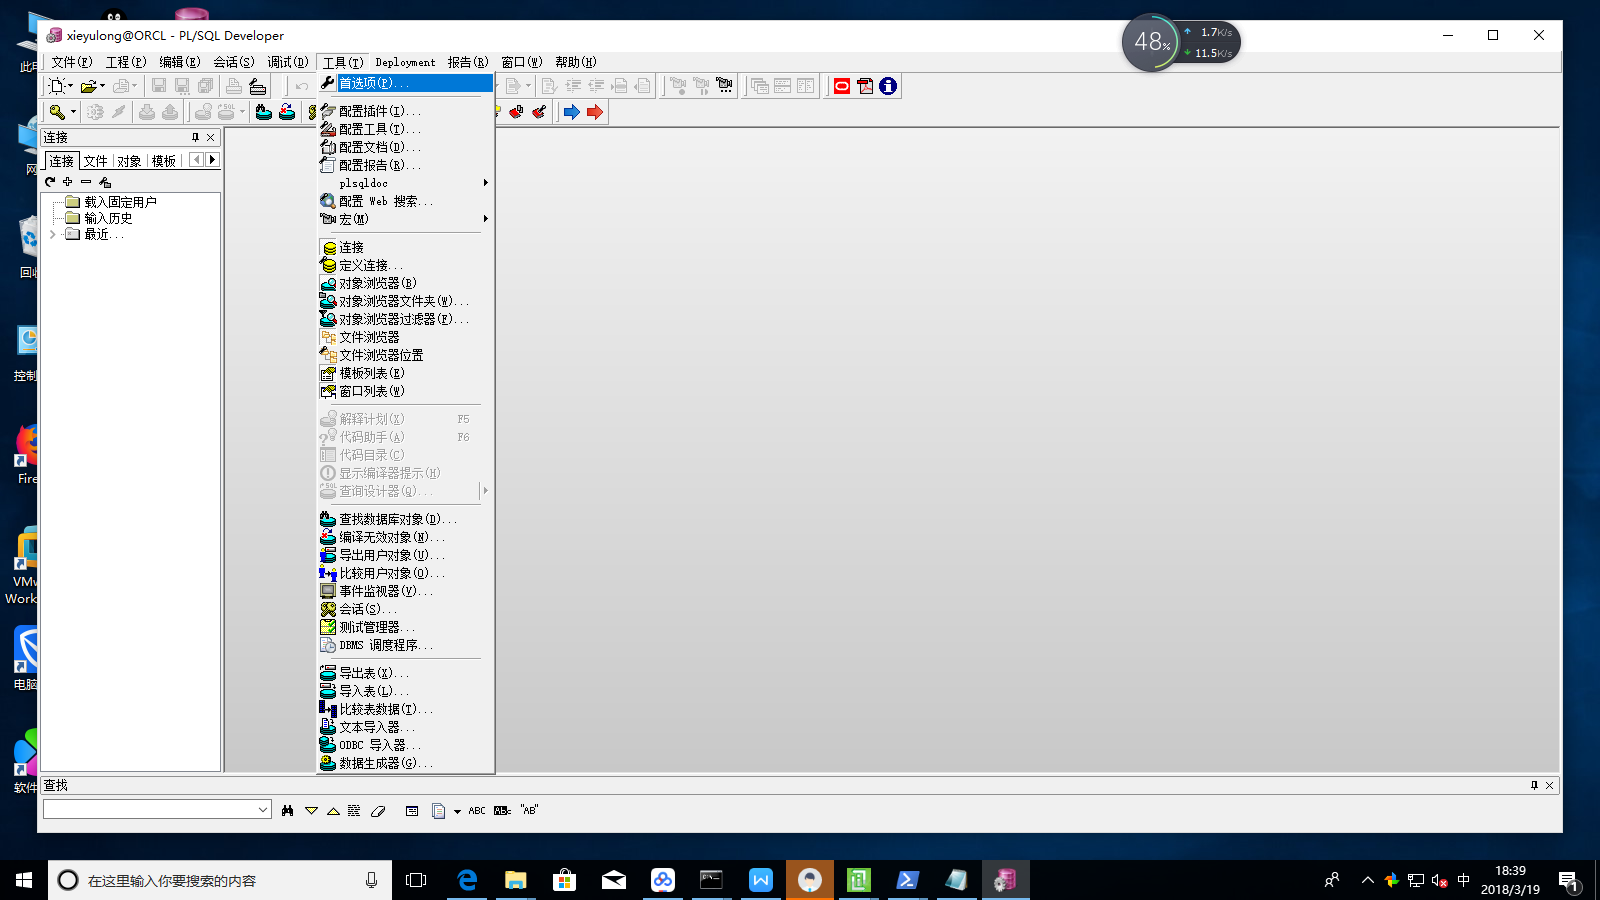 xieyulong@ORCL - PL/SQL Developer
48%
1.7K/s
11.5K/s
文件(F) 工程(P) 编辑(E) 会话(S) 调试(D) 工具(T) Deployment 报告(R) 窗口(W) 帮助(H)
首选项(P)...
配置插件(I)...
配置工具(T)...
配置文档(D)...
配置报告(R)...
plsqldoc
配置 Web 搜索...
宏(M)
连接
定义连接...
对象浏览器(B)
对象浏览器文件夹(W)...
对象浏览器过滤器(F)...
文件浏览器
文件浏览器位置
模板列表(E)
窗口列表(W)
解释计划(X) F5
代码助手(A) F6
代码目录(C)
显示编译器提示(H)
查询设计器(Q)...
查找数据库对象(D)...
编译无效对象(N)...
导出用户对象(U)...
比较用户对象(O)...
事件监视器(V)...
会话(S)...
测试管理器...
DBMS 调度程序...
导出表(X)...
导入表(L)...
比较表数据(T)...
文本导入器...
ODBC 导入器...
数据生成器(G)...
连接
连接 文件 对象 模板
载入固定用户
输入历史
最近...
查找
ABC
"AB"
此
网
回收
控制
Fire
VMw
Work
电脑
软件
在这里输入你要搜索的内容
中
18:39
2018/3/19
1